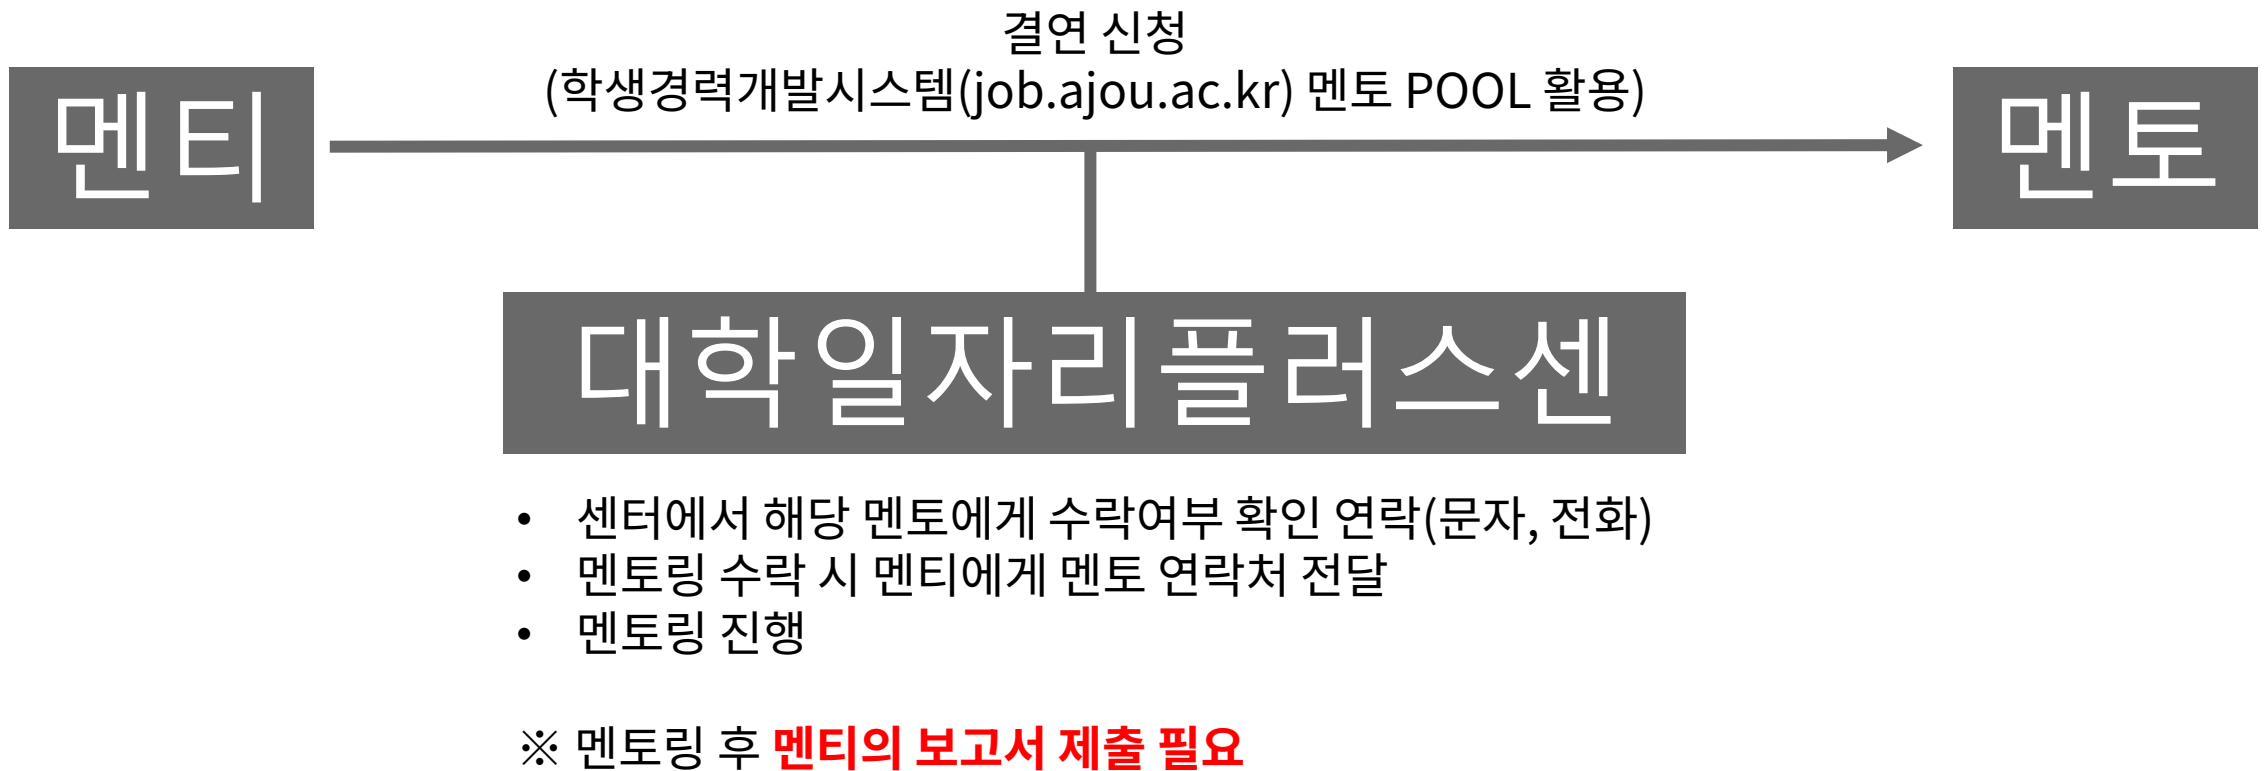 결연 신청
(학생경력개발시스템(job.ajou.ac.kr) 멘토 POOL 활용)
멘티
멘토
대학일자리플러스센
• 센터에서 해당 멘토에게 수락여부 확인 연락(문자, 전화)
• 멘토링 수락 시 멘티에게 멘토 연락처 전달
• 멘토링 진행
※ 멘토링 후 멘티의 보고서 제출 필요